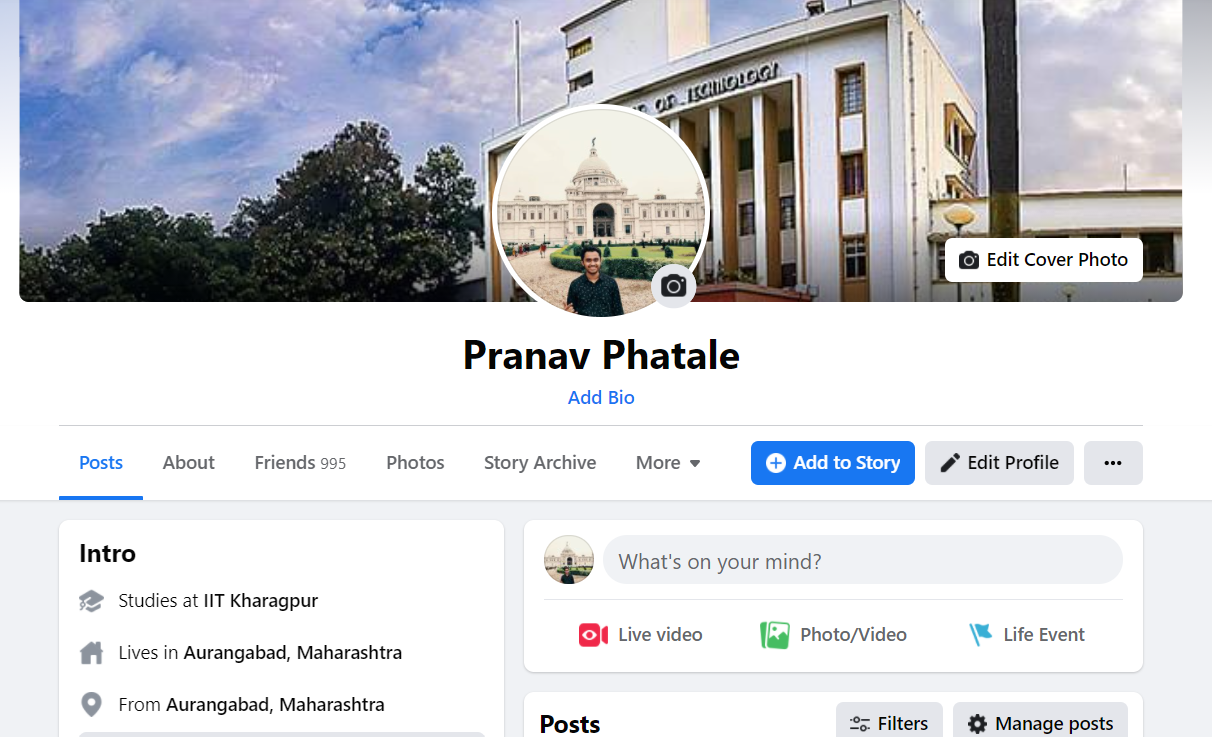 OF TECHNOLOGY
Edit Cover Photo
Pranav Phatale
Add Bio
Posts
About
Friends 995
Photos
Story Archive
More
Add to Story
Edit Profile
Intro
Studies at IIT Kharagpur
Lives in Aurangabad, Maharashtra
From Aurangabad, Maharashtra
What's on your mind?
Live video
Photo/Video
Life Event
Posts
Filters
Manage posts